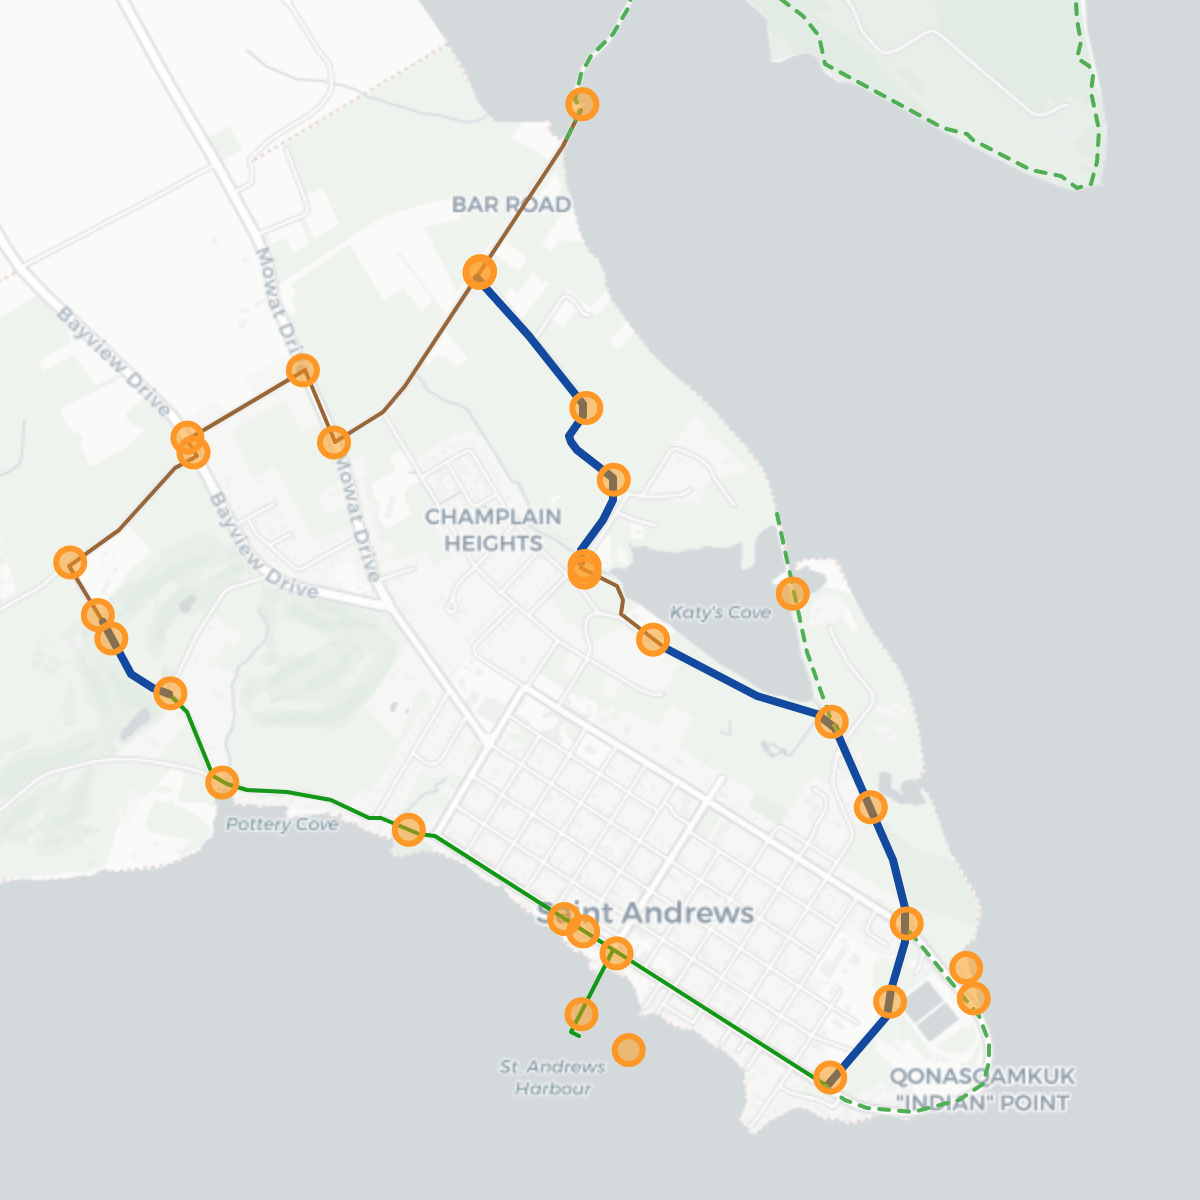 BAR ROAD
Mowat Dri
Bayview Drive
Mowat Drive
Bayview Drive
CHAMPLAIN
HEIGHTS
Katy's Cove
Pottery Cove
Saint Andrews
St. Andrews
Harbour
QONASQAMKUK
"INDIAN" POINT